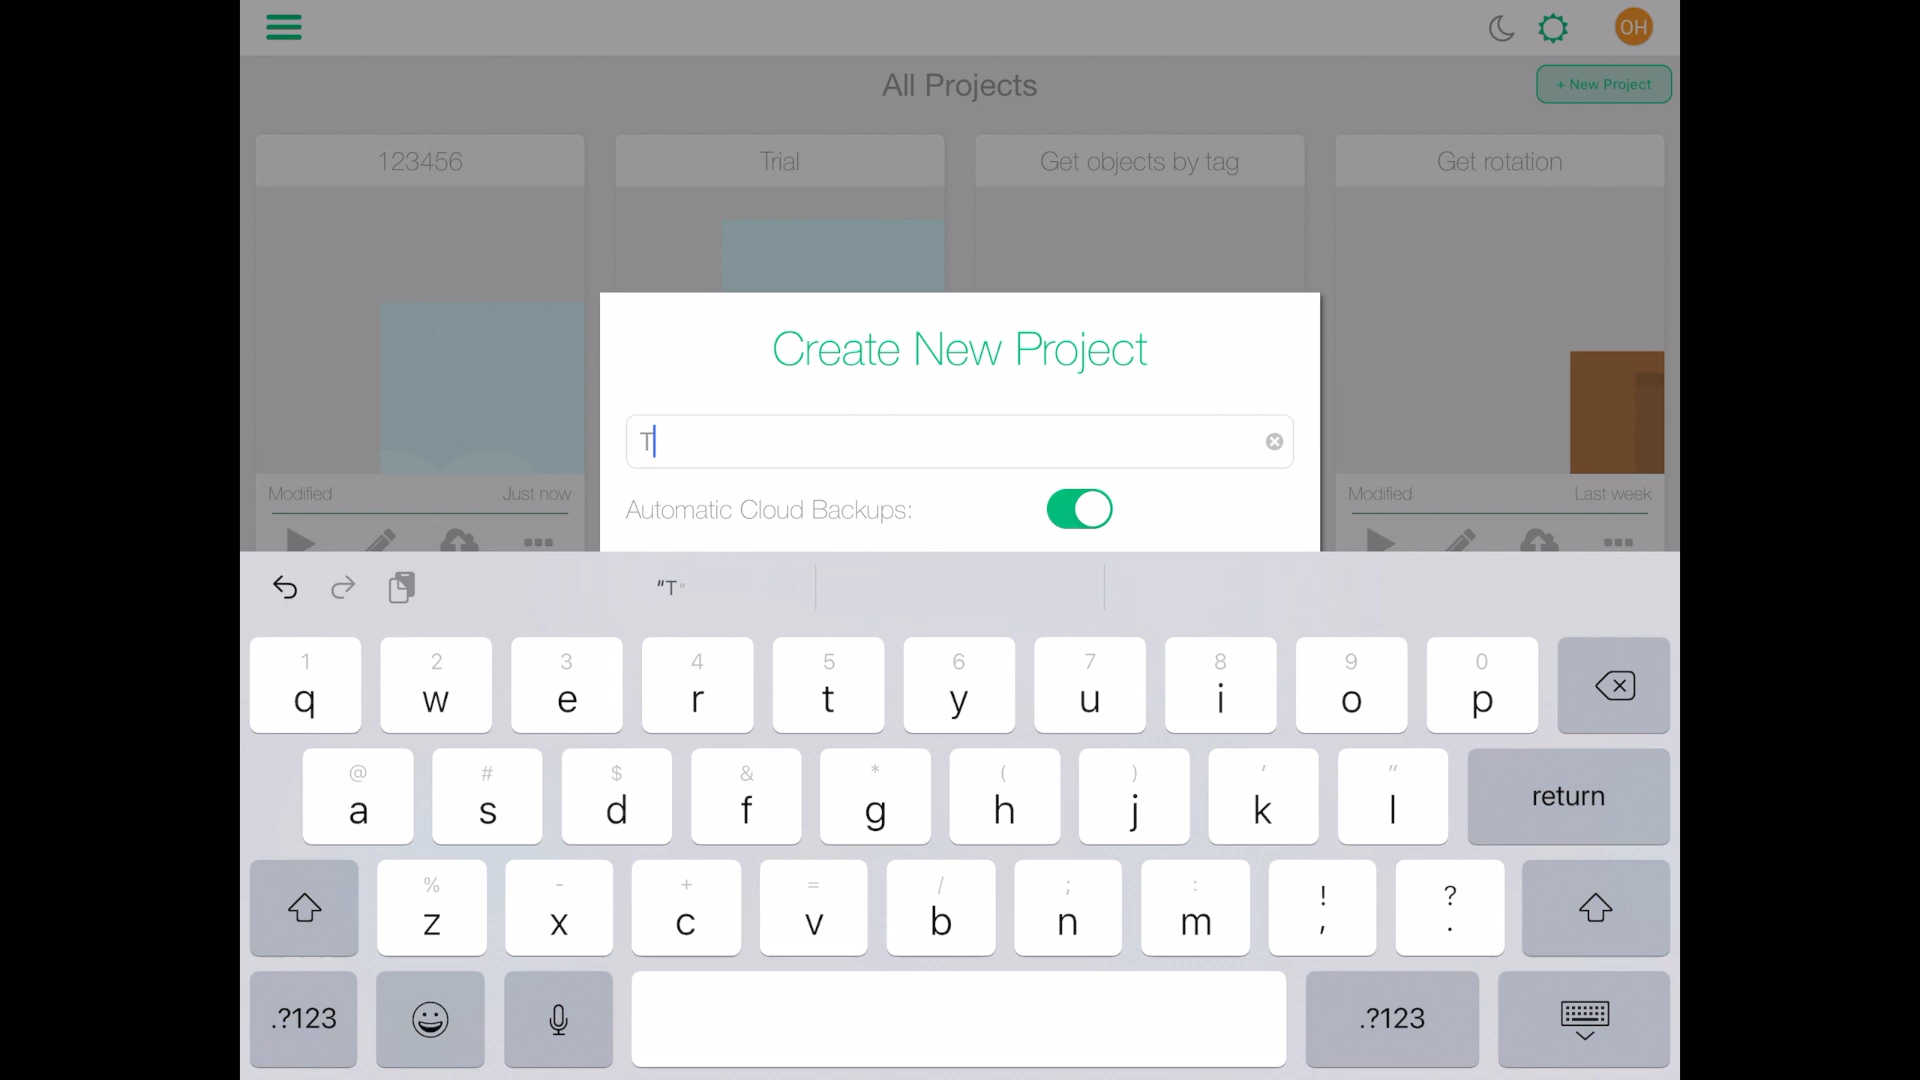 OH
All Projects
+ New Project
123456
Trial
Get objects by tag
Get rotation
Create New Project
T
Modified Just now
Automatic Cloud Backups:
Modified Last week
"T"
1 2 3 4 5 6 7 8 9 0
q w e r t y u i o p
@ # $ & * ( ) ' "
a s d f g h j k l return
% - + = / ; : ! ?
z x c v b n m , .
.?123 .?123